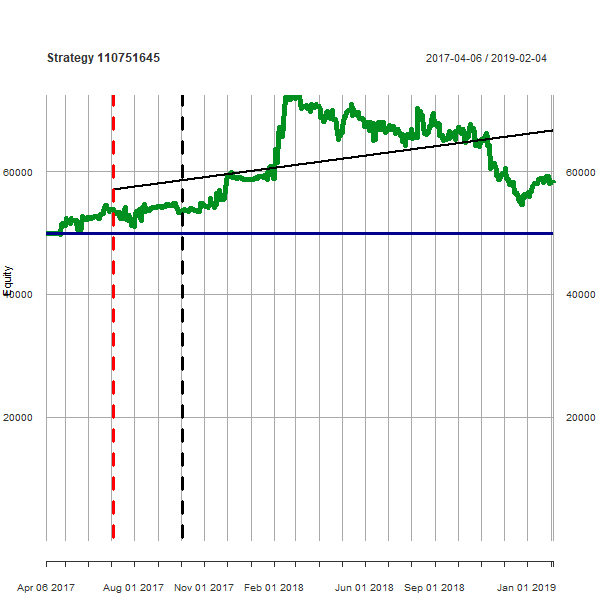 Strategy 110751645 2017-04-06 / 2019-02-04
60000 60000
Equity
40000 40000
20000 20000
Apr 06 2017 Aug 01 2017 Nov 01 2017 Feb 01 2018 Jun 01 2018 Sep 01 2018 Jan 01 2019